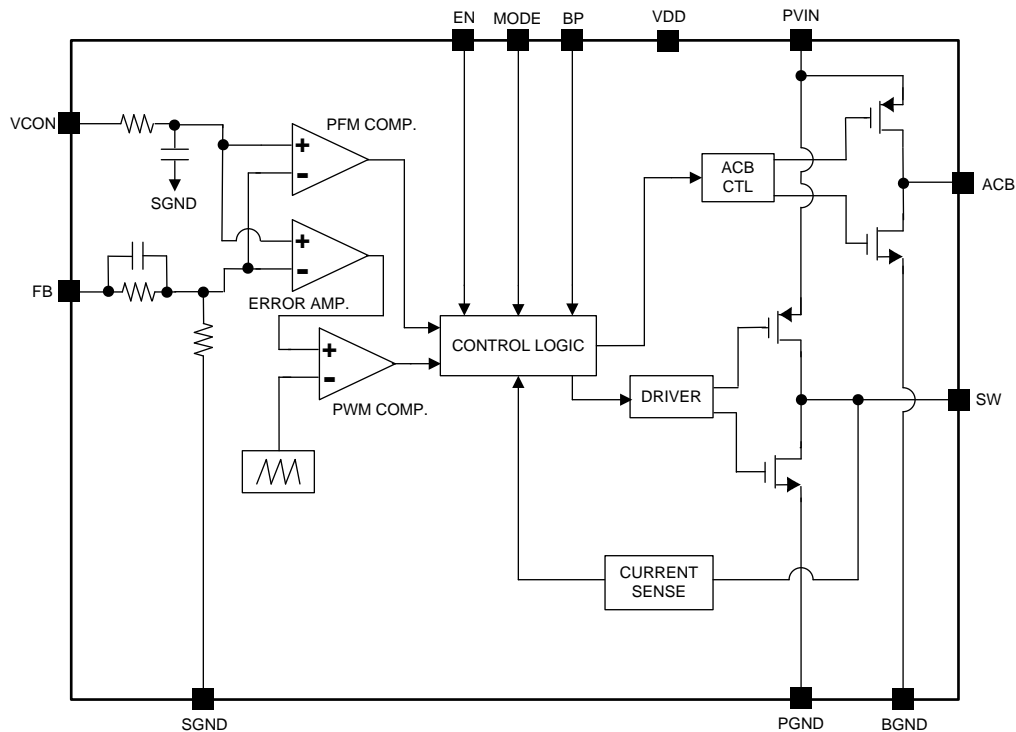 EN MODE BP VDD PVIN
VCON
PFM COMP.
+
-
SGND
ACB
CTL
ACB
+
-
FB
ERROR AMP.
+
-
CONTROL LOGIC
PWM COMP.
DRIVER
SW
CURRENT
SENSE
SGND
PGND
BGND